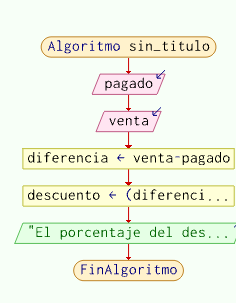 Algoritmo sin_titulo
pagado
venta
diferencia ← venta-pagado
descuento ← (diferenci...
"El porcentaje del des..."
FinAlgoritmo